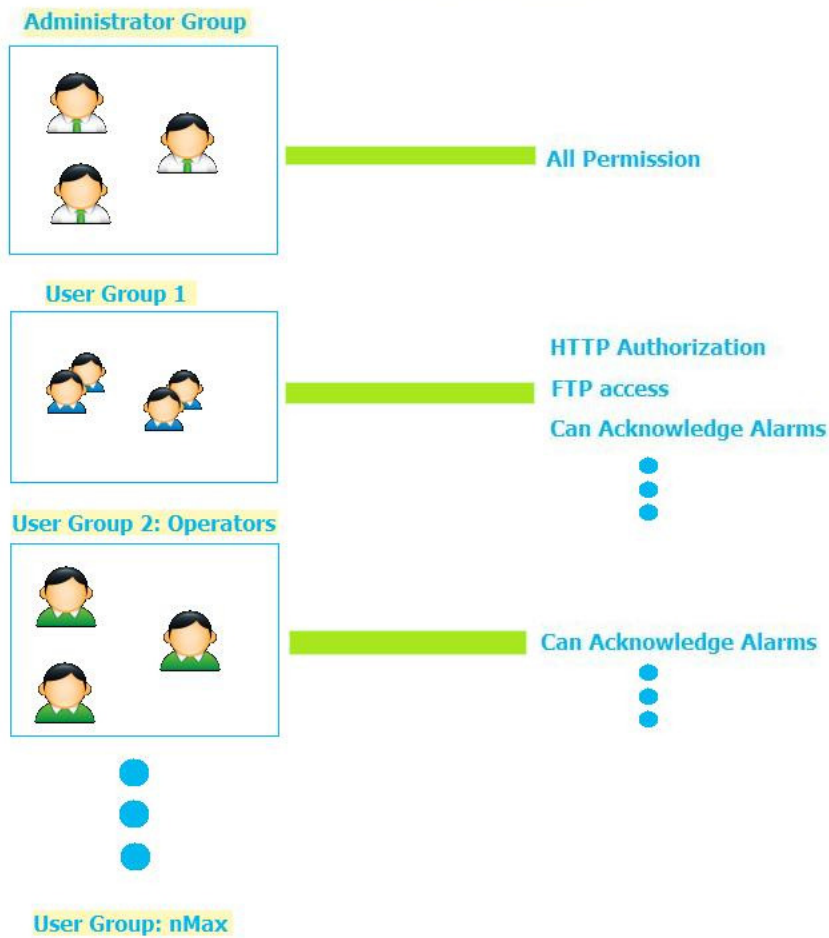 Administrator Group
All Permission
User Group 1
HTTP Authorization
FTP access
Can Acknowledge Alarms
User Group 2: Operators
Can Acknowledge Alarms
User Group: nMax